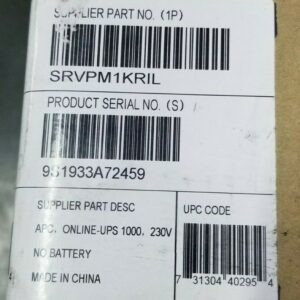 SUPPLIER PART NO. (1P)
SRVPM1KRIL
PRODUCT SERIAL NO. (S)
9S1933A72459
SUPPLIER PART DESC
UPC CODE
APC, ONLINE-UPS 1000, 230V
NO BATTERY
MADE IN CHINA
7 31304 40295 4